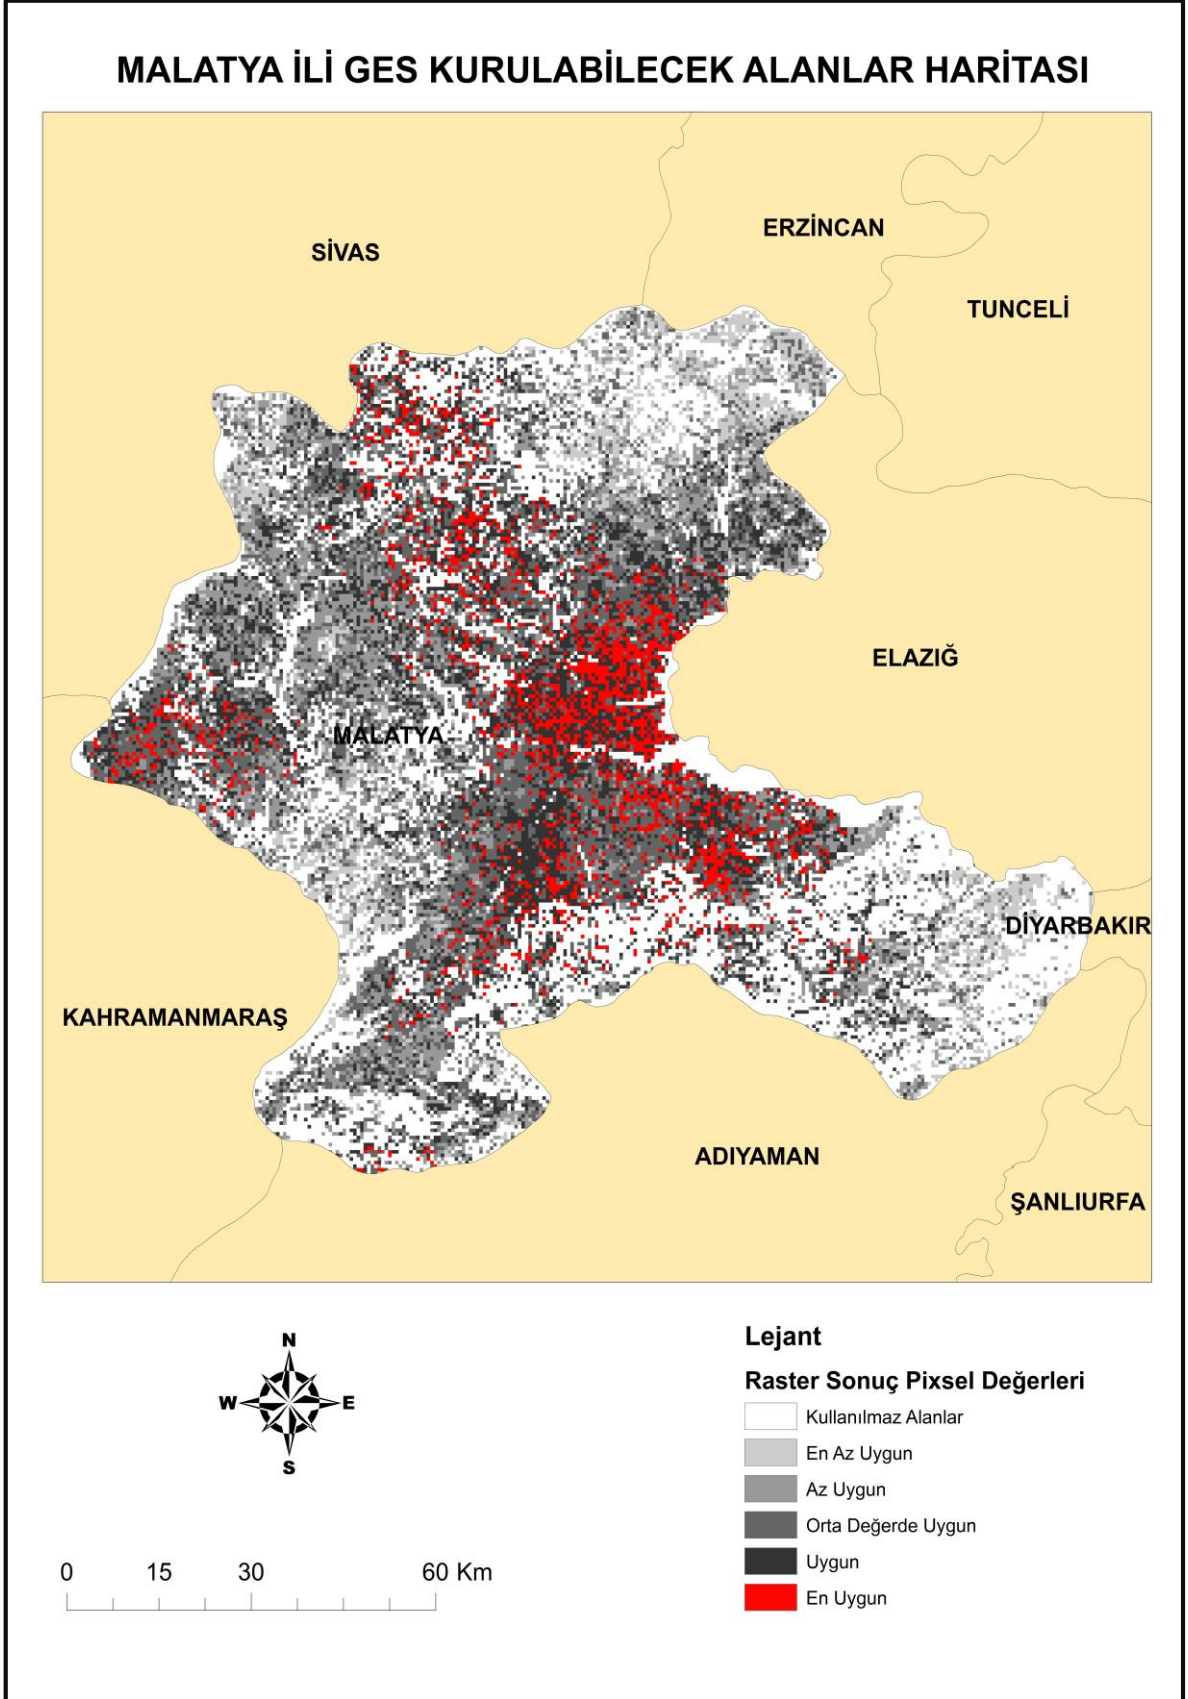 MALATYA İLİ GES KURULABİLECEK ALANLAR HARİTASI
ERZİNCAN
SİVAS
TUNCELİ
ELAZIĞ
MALATYA
DİYARBAKIR
KAHRAMANMARAŞ
ADIYAMAN
ŞANLIURFA
N
W E
S
0 15 30 60 Km
Lejant
Raster Sonuç Pixsel Değerleri
Kullanılmaz Alanlar
En Az Uygun
Az Uygun
Orta Değerde Uygun
Uygun
En Uygun